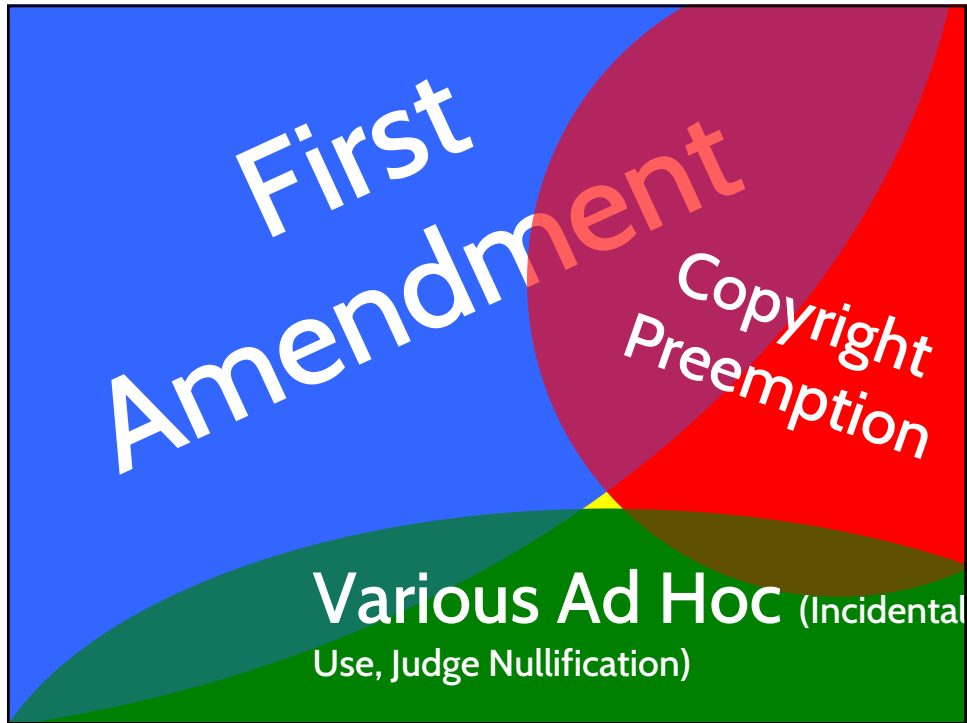 First
Amendment
Copyright
Preemption
Various Ad Hoc (Incidental
Use, Judge Nullification)